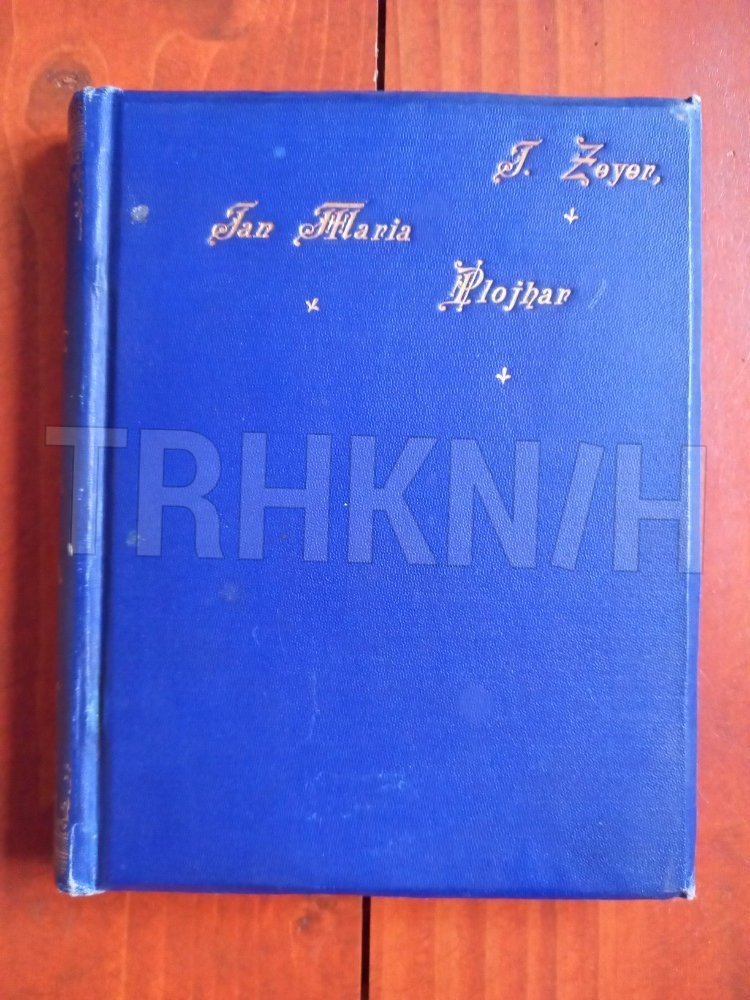 J. Zeyer,
Jan Maria
Plojhar
TRHKNIH